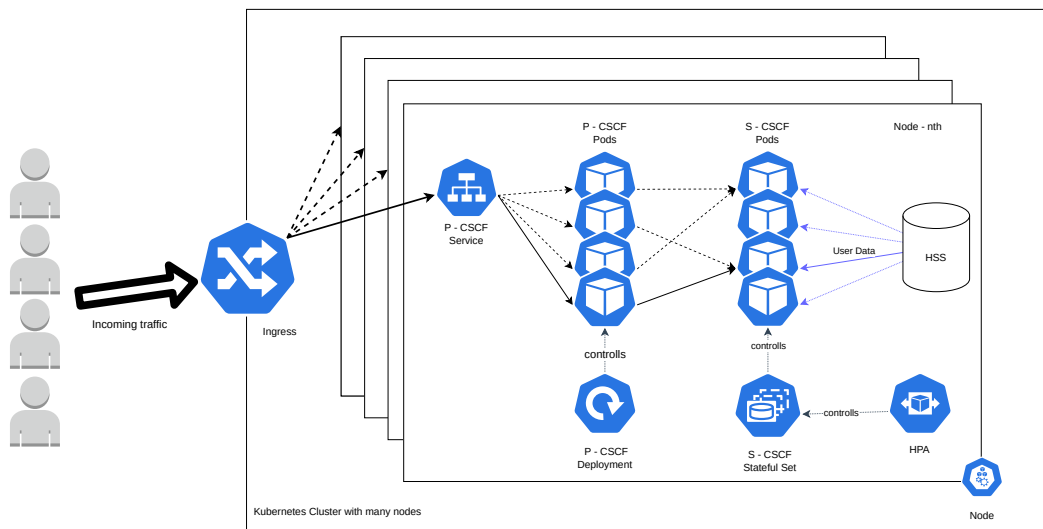 P - CSCF
Pods
S - CSCF
Pods
Node - nth
P - CSCF
Service
User Data
HSS
Incoming traffic
Ingress
controlls
controlls
controlls
P - CSCF
Deployment
S - CSCF
Stateful Set
HPA
Kubernetes Cluster with many nodes
Node